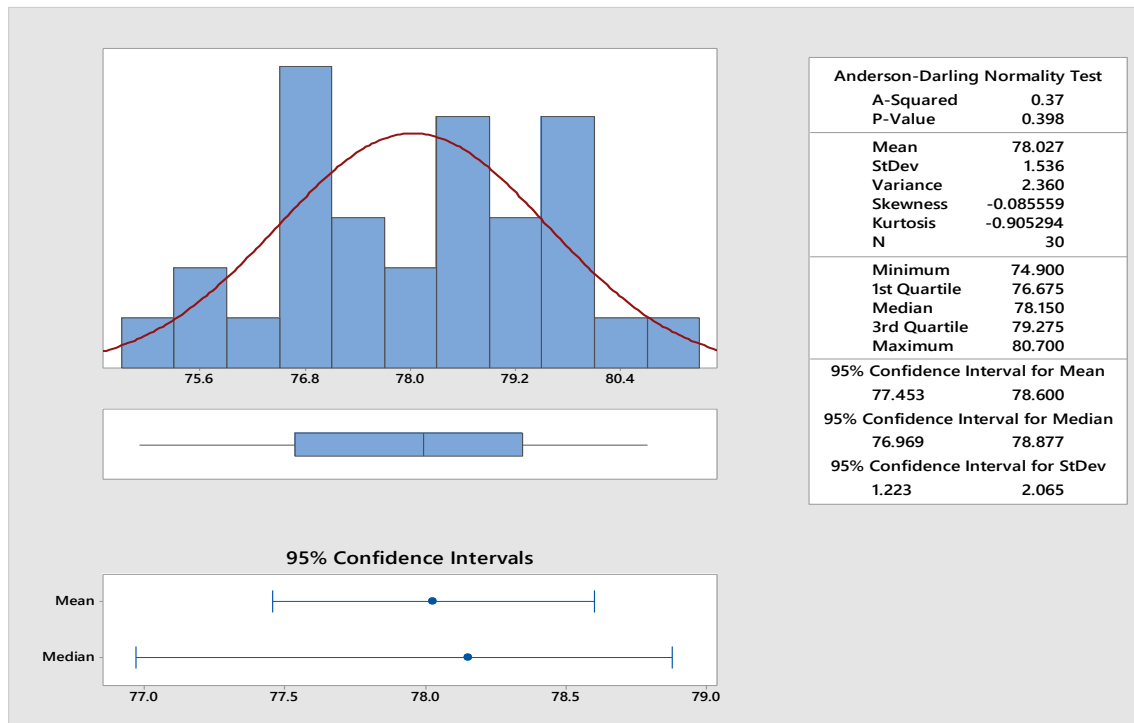 75.6 76.8 78.0 79.2 80.4
95% Confidence Intervals
Mean
Median
77.0 77.5 78.0 78.5 79.0
Anderson-Darling Normality Test
A-Squared 0.37
P-Value 0.398
Mean 78.027
StDev 1.536
Variance 2.360
Skewness -0.085559
Kurtosis -0.905294
N 30
Minimum 74.900
1st Quartile 76.675
Median 78.150
3rd Quartile 79.275
Maximum 80.700
95% Confidence Interval for Mean
77.453 78.600
95% Confidence Interval for Median
76.969 78.877
95% Confidence Interval for StDev
1.223 2.065